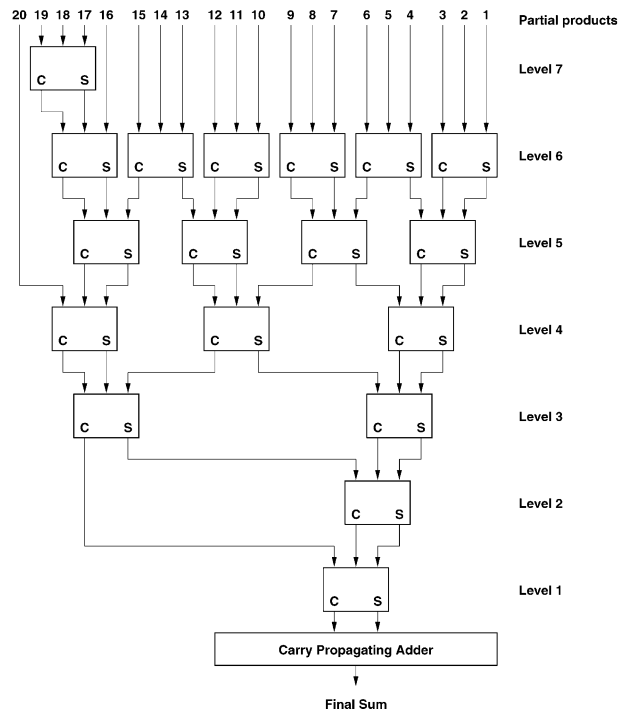 20 19 18 17 16 15 14 13 12 11 10 9 8 7 6 5 4 3 2 1 Partial products
C S Level 7
C S C S C S C S C S C S Level 6
C S C S C S C S Level 5
C S C S C S Level 4
C S C S Level 3
C S Level 2
C S Level 1
Carry Propagating Adder
Final Sum